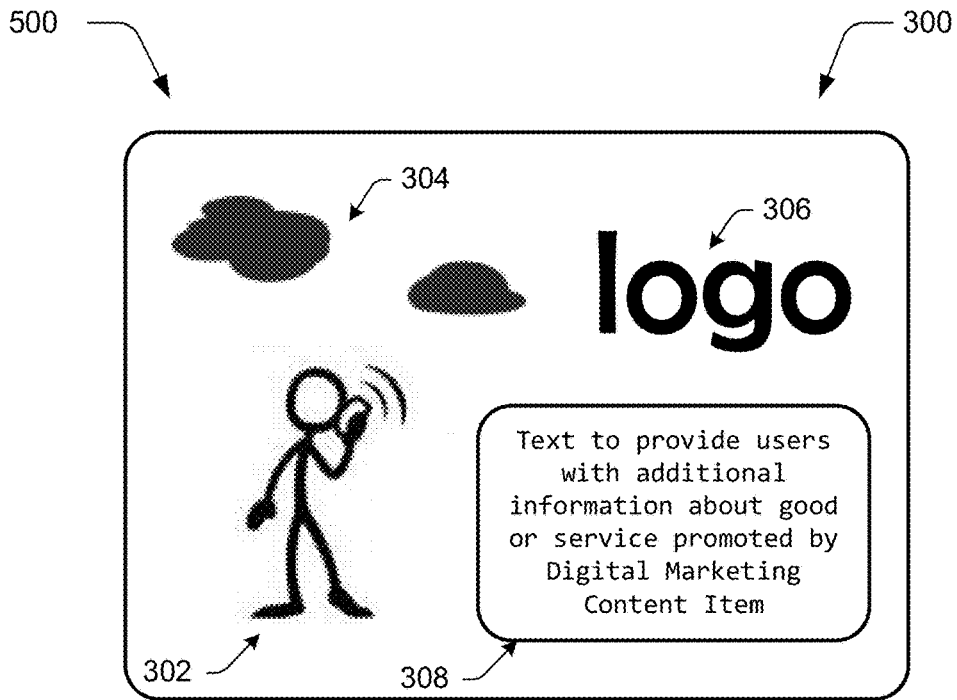 500
300
304
306
logo
Text to provide users
with additional
information about good
or service promoted by
Digital Marketing
Content Item
302
308